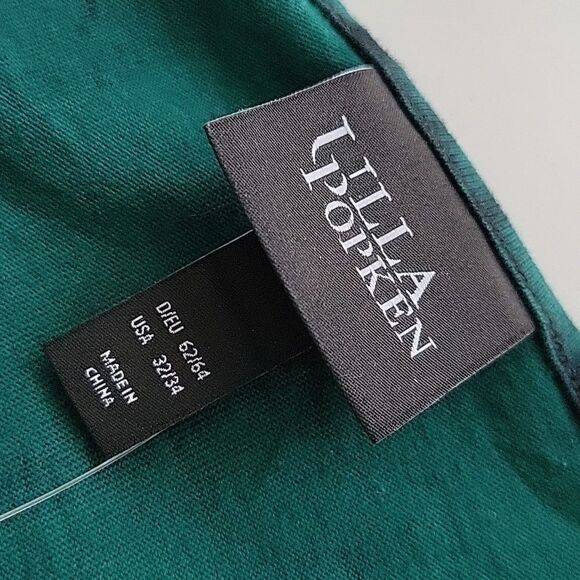 ULLA
POPKEN
D/EU 62/64
USA 32/34
MADE IN
CHINA